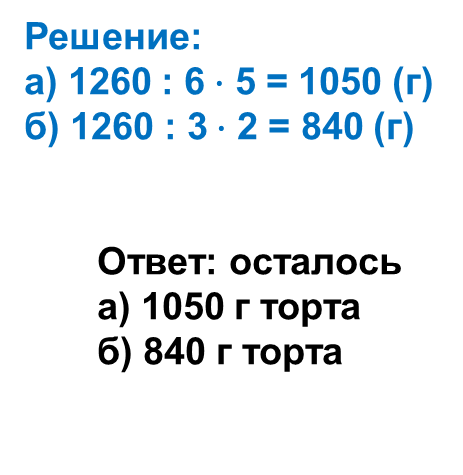 Решение:
а) 1260 : 6 · 5 = 1050 (г)
б) 1260 : 3 · 2 = 840 (г)
Ответ: осталось
а) 1050 г торта
б) 840 г торта